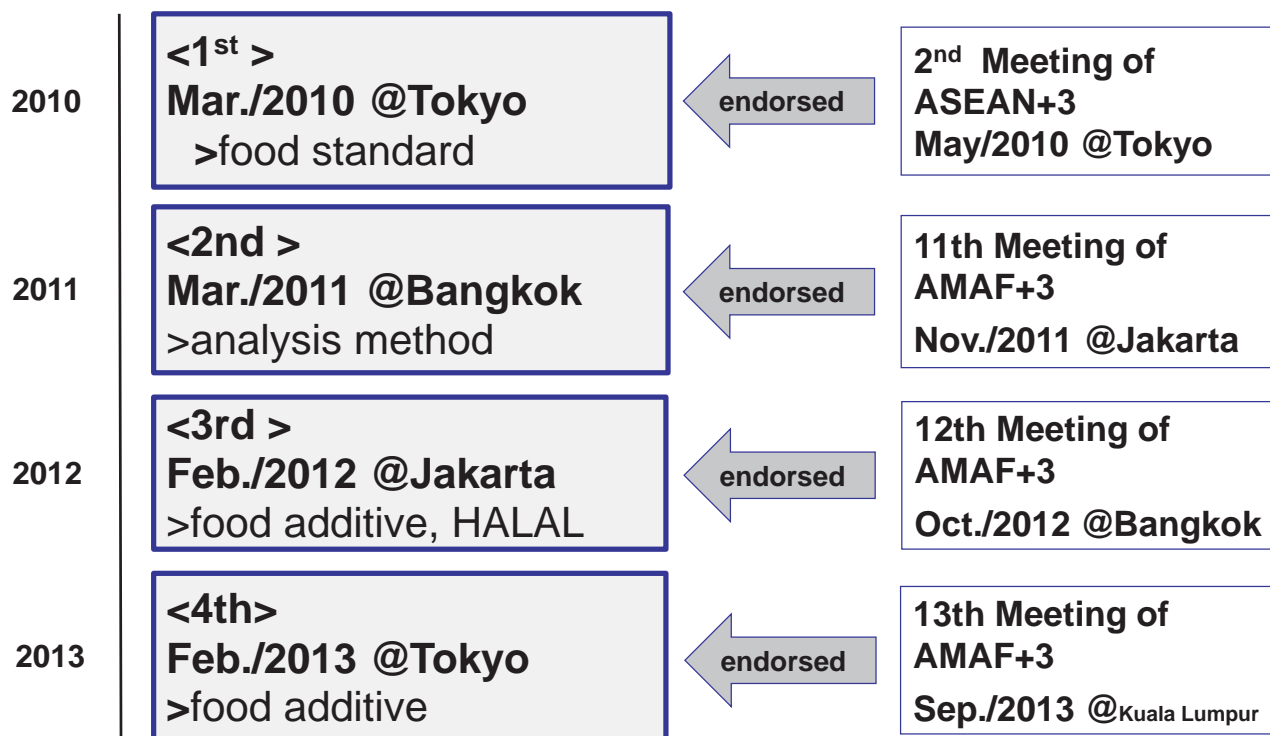 2010
<1st >
Mar./2010 @Tokyo
>food standard
endorsed
2nd Meeting of
ASEAN+3
May/2010 @Tokyo
2011
<2nd >
Mar./2011 @Bangkok
>analysis method
endorsed
11th Meeting of
AMAF+3
Nov./2011 @Jakarta
2012
<3rd >
Feb./2012 @Jakarta
>food additive, HALAL
endorsed
12th Meeting of
AMAF+3
Oct./2012 @Bangkok
2013
<4th>
Feb./2013 @Tokyo
>food additive
endorsed
13th Meeting of
AMAF+3
Sep./2013 @Kuala Lumpur